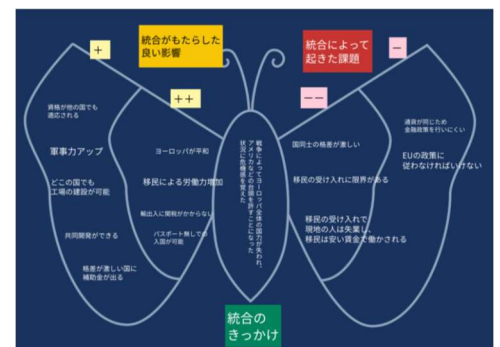 統合がもたらした
良い影響
+
++
資格が他の国でも
適応される
軍事力アップ
どこの国でも
工場の建設が可能
共同開発ができる
格差が激しい国に
補助金が出る
ヨーロッパが平和
移民による労働力増加
輸出入に関税がかからない
パスポート無しでの
入国が可能
戦争によってヨーロッパ全体の国力が失われ、
アメリカなどの台頭を許すことになった
状況に危機感を覚えた
統合の
きっかけ
統合によって
起きた課題
-
--
国同士の格差が激しい
移民の受け入れに限界がある
移民の受け入れで
現地の人は失業し、
移民は安い賃金で働かされる
通貨が同じため
金融政策を行いにくい
EUの政策に
従わなければいけない